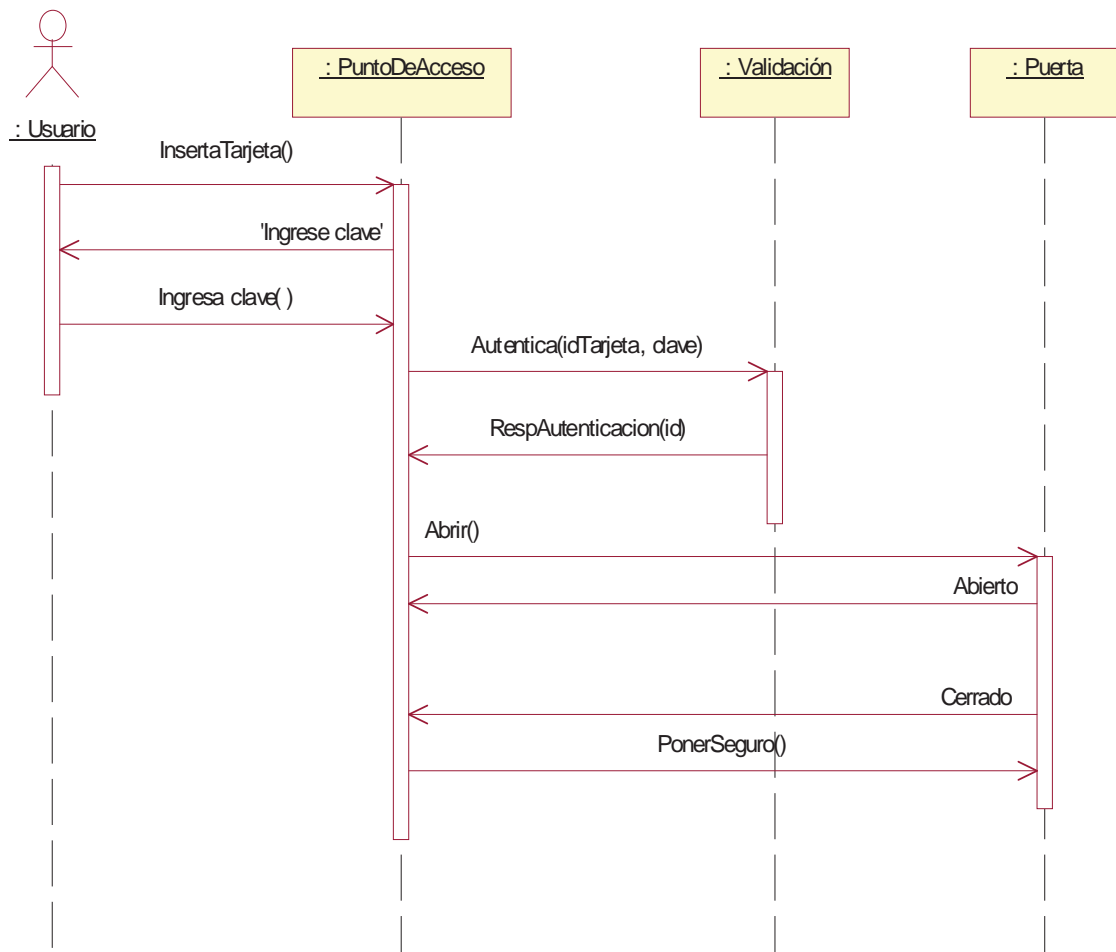 : PuntoDeAcceso
: Validación
: Puerta
: Usuario
InsertaTarjeta()
'Ingrese clave'
Ingresa clave( )
Autentica(idTarjeta, clave)
RespAutenticacion(id)
Abrir()
Abierto
Cerrado
PonerSeguro()